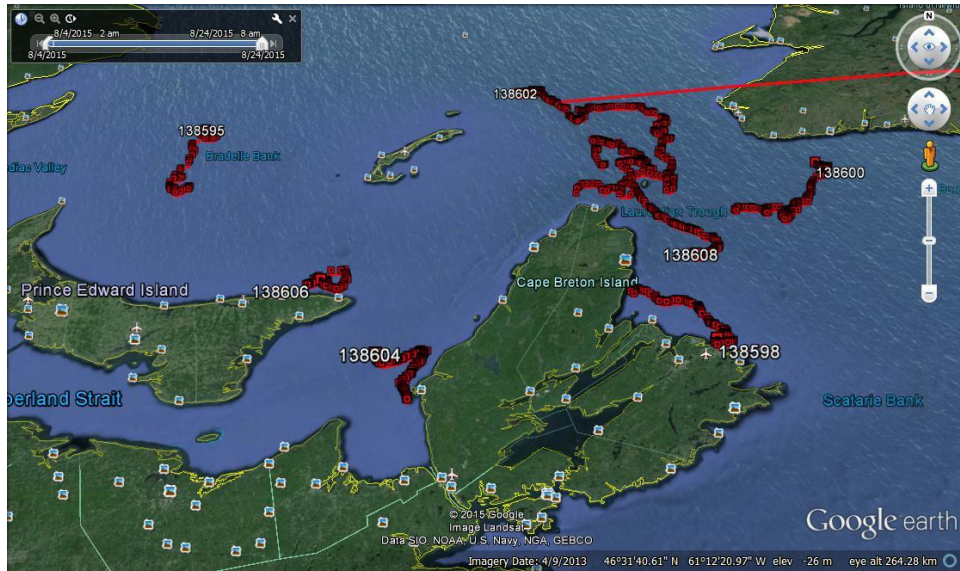 8/4/2015 2 am 8/24/2015 8 am
8/4/2015 8/24/2015
N
138602
138595
Bradelle Bank
138600
Laurentian Trough
138608
Prince Edward Island
138606
Cape Breton Island
138604
138598
Scatarie Bank
© 2015 Google
Image Landsat
Data SIO, NOAA, U.S. Navy, NGA, GEBCO
Google earth
Imagery Date: 4/9/2013 46°31'40.61" N 61°12'20.97" W elev -26 m eye alt 264.28 km